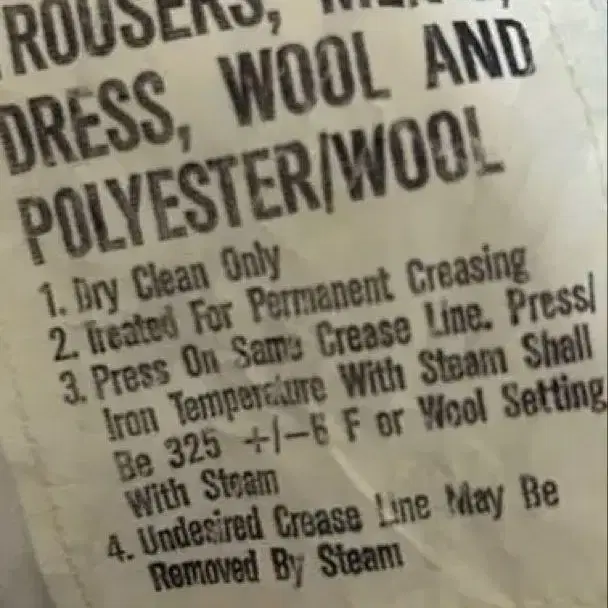 TROUSERS, MEN'S,
DRESS, WOOL AND
POLYESTER/WOOL
1. Dry Clean Only
2. Treated For Permanent Creasing
3. Press On Same Crease Line. Press/
Iron Temperature With Steam Shall
Be 325 +/-6 F or Wool Setting
With Steam
4. Undesired Crease Line May Be
Removed By Steam